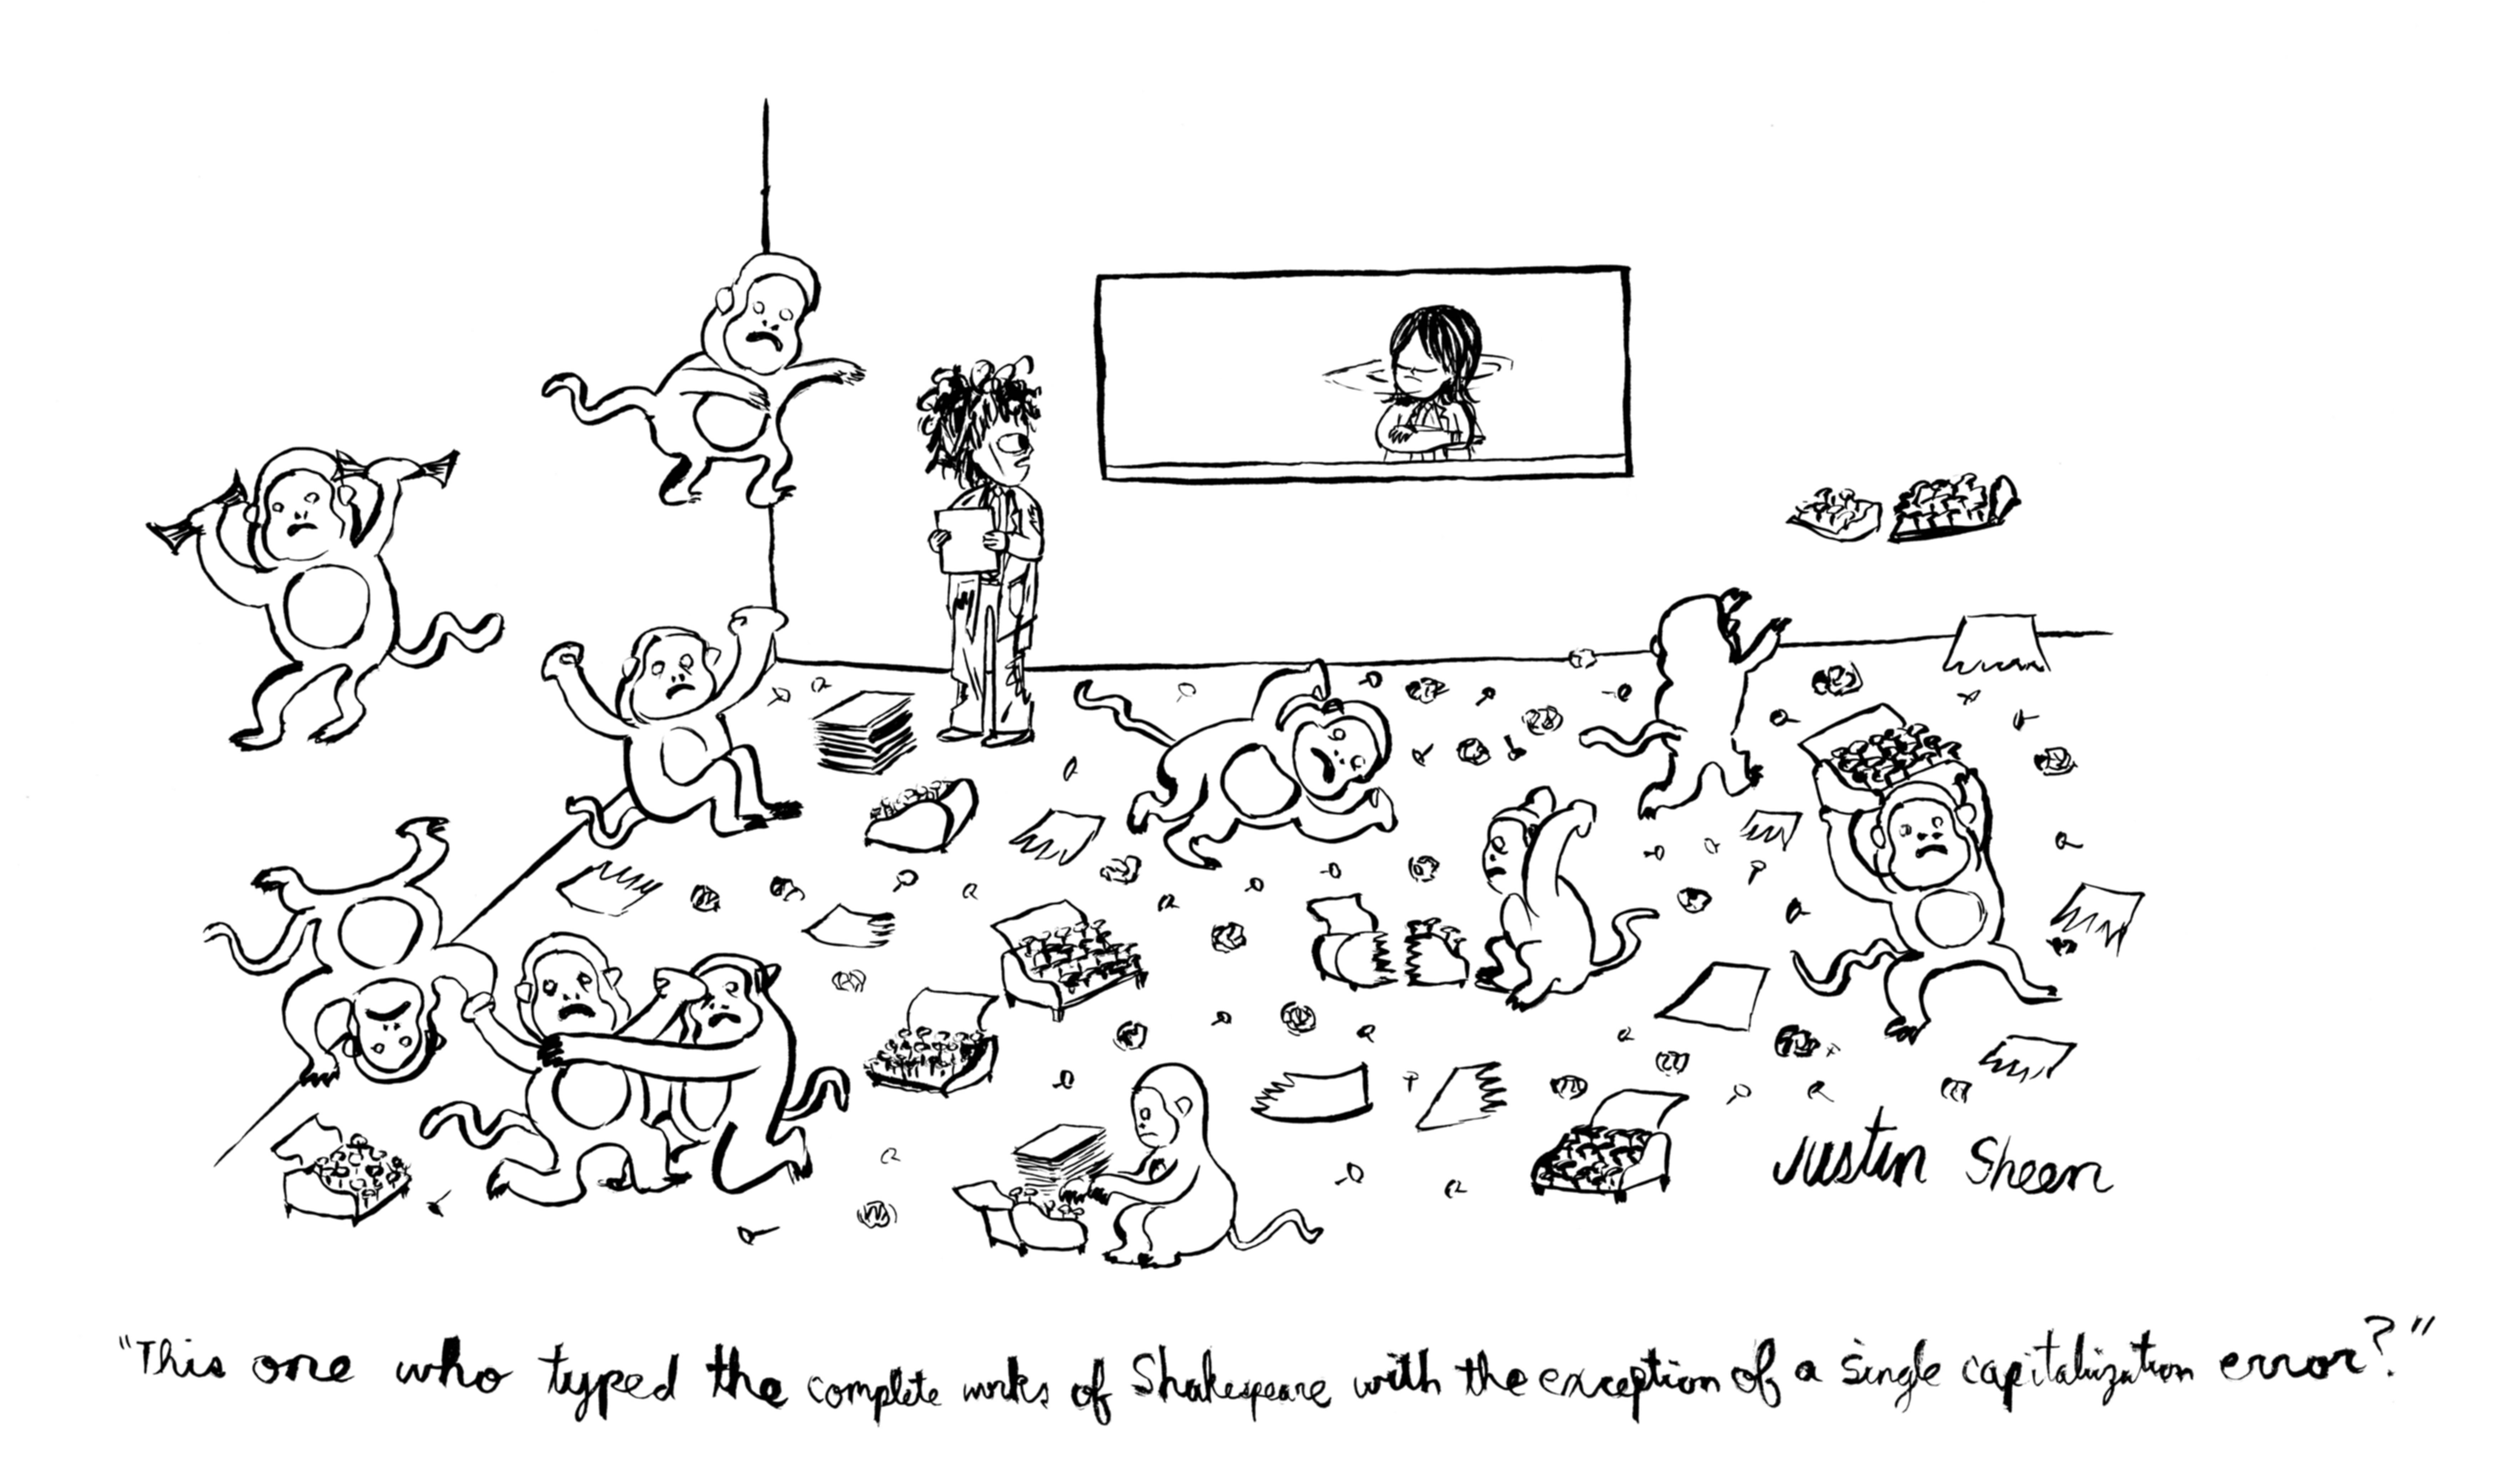 Justin Sheen
"This one who typed the complete works of Shakespeare with the exception of a single capitalization error?"